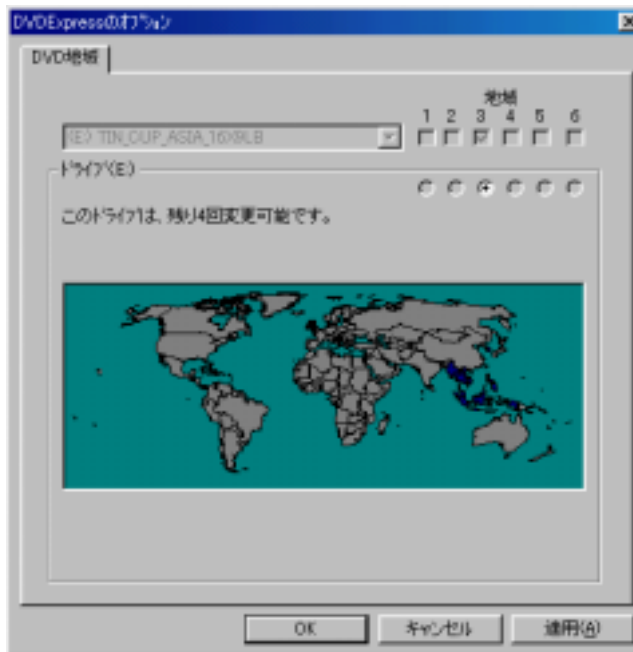 DVDExpressのオプション
DVD地域
地域
1 2 3 4 5 6
(E:) TIN_CUP_ASIA_16X9LB
ドライブ(E:)
このドライブは、残り4回変更可能です。
OK
キャンセル
適用(A)